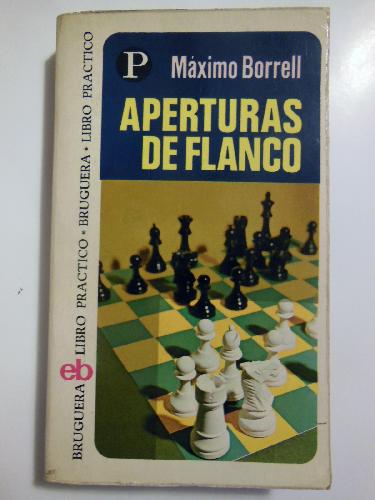 P
Máximo Borrell
APERTURAS
DE FLANCO
BRUGUERA eb LIBRO PRACTICO • BRUGUERA • LIBRO PRACTICO